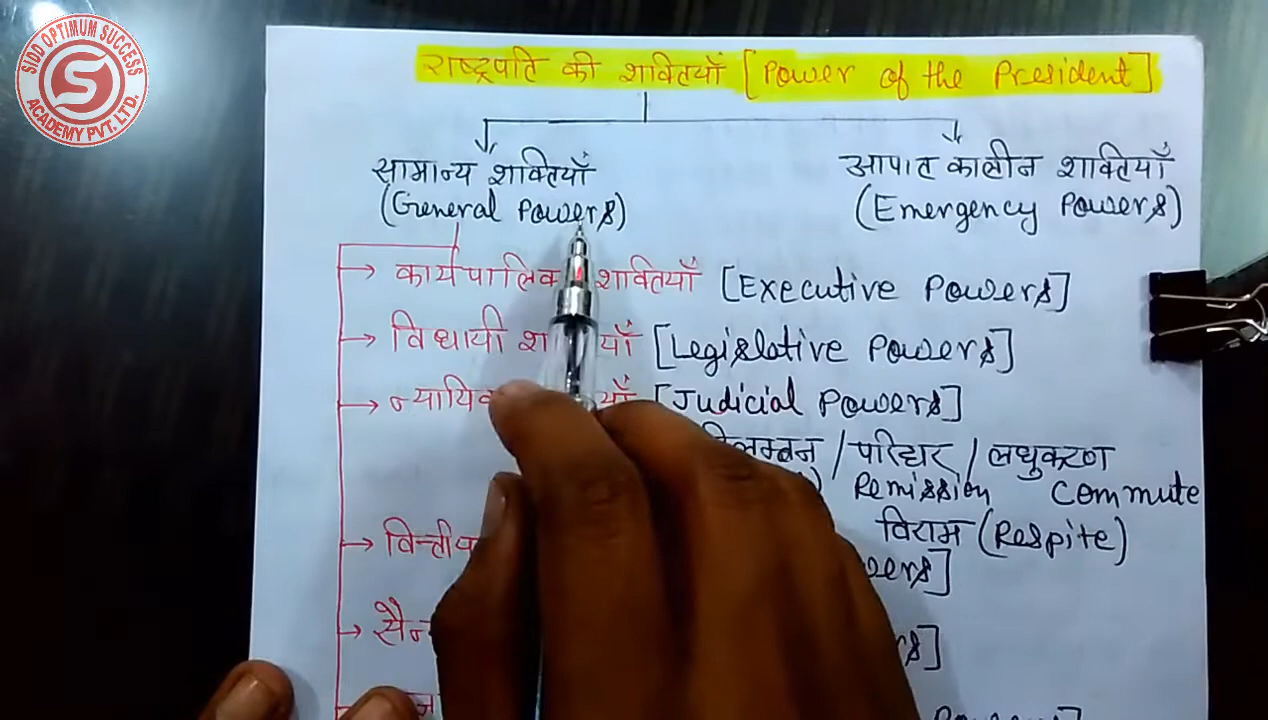 SIDD OPTIMUM SUCCESS
ACADEMY PVT. LTD.
राष्ट्रपति की शक्तियाँ [Power of the President]
सामान्य शक्तियाँ आपात कालीन शक्तियाँ
(General Powers) (Emergency Powers)
कार्यपालिक शक्तियाँ [Executive Powers]
विधायी [Legislative Powers]
[Judicial Powers]
/ परिहार / लघुकरण
Remission Commute
विराम (Respite)